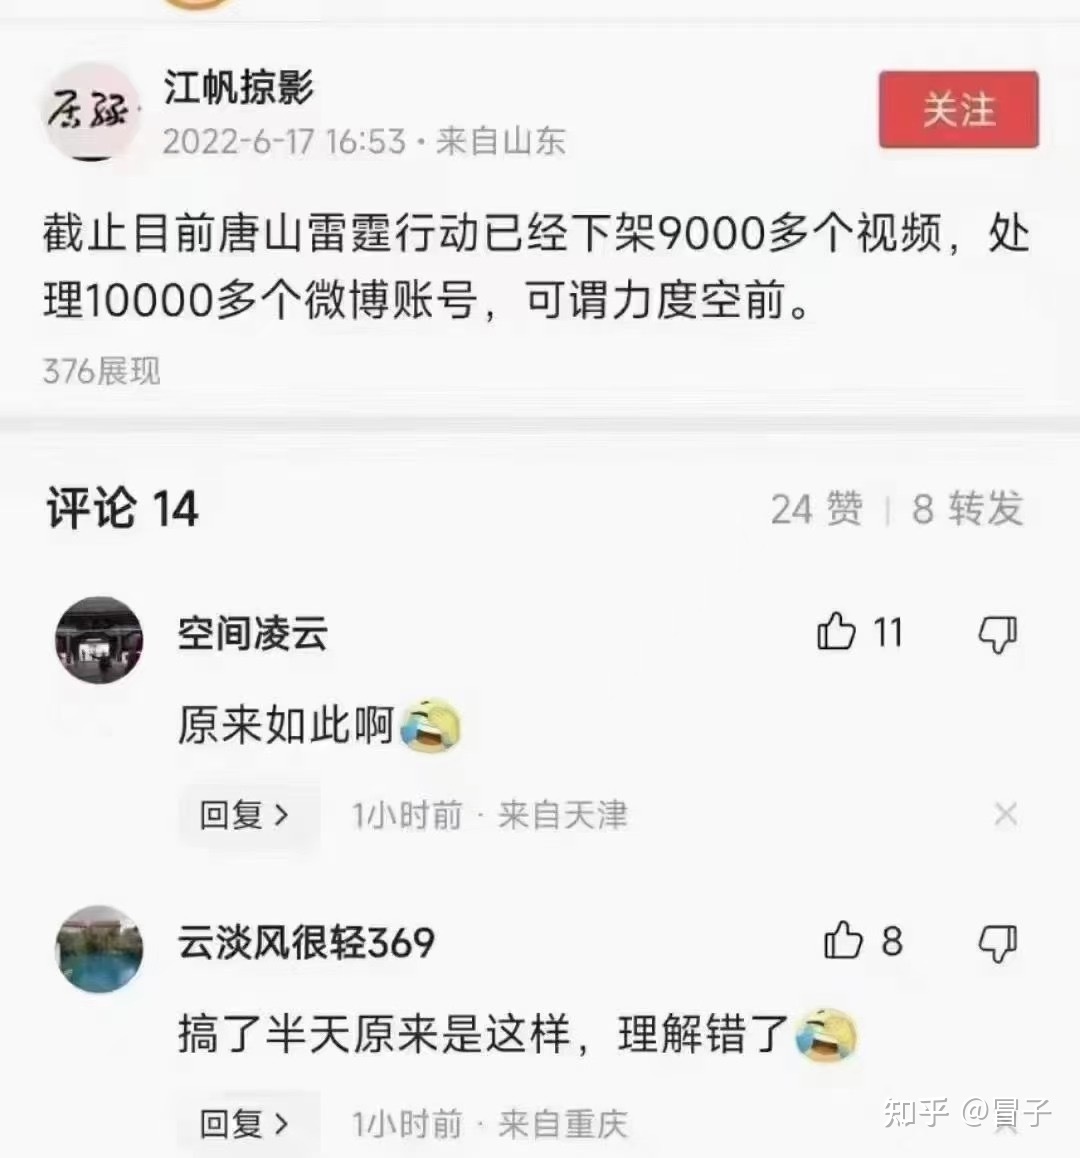 居缘
江帆掠影
2022-6-17 16:53 · 来自山东
关注
截止目前唐山雷霆行动已经下架9000多个视频，处
理10000多个微博账号，可谓力度空前。
376展现
评论 14
24 赞 | 8 转发
空间凌云
11
原来如此啊
回复 >
1小时前 · 来自天津
云淡风很轻369
8
搞了半天原来是这样，理解错了
回复 >
1小时前 · 来自重庆
知乎 @冒子